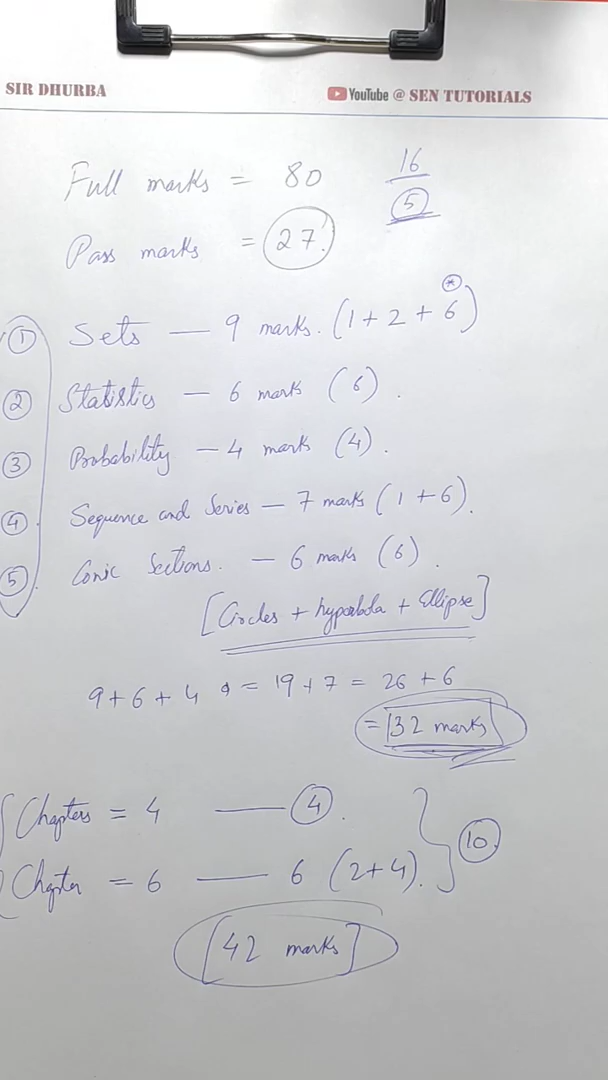 SIR DHURBA
YouTube @ SEN TUTORIALS
Full marks = 80
16
5
Pass marks = 27.
① Sets — 9 marks. (1 + 2 + 6*)
② Statistics — 6 mark (6).
③ Probability — 4 mark (4).
④ Sequence and Series — 7 marks (1 + 6).
⑤ Conic Sections. — 6 marks (6).
[Circles + hyperbola + Ellipse]
9 + 6 + 4 = 19 + 7 = 26 + 6
= 32 marks
Chapters = 4 — 4.
Chapter = 6 — 6 (2+4).
10.
[42 marks]